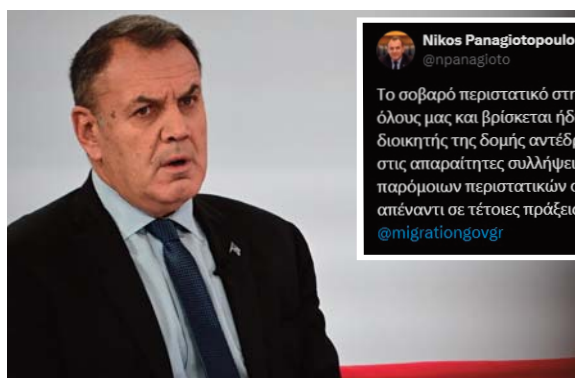 Nikos Panagiotopoulo
@npanagioto
Το σοβαρό περιστατικό στη
όλους μας και βρίσκεται ήδ
διοικητής της δομής αντέδρ
στις απαραίτητες συλλήψει
παρόμοιων περιστατικών
απέναντι σε τέτοιες πράξεις
@migrationgovgr